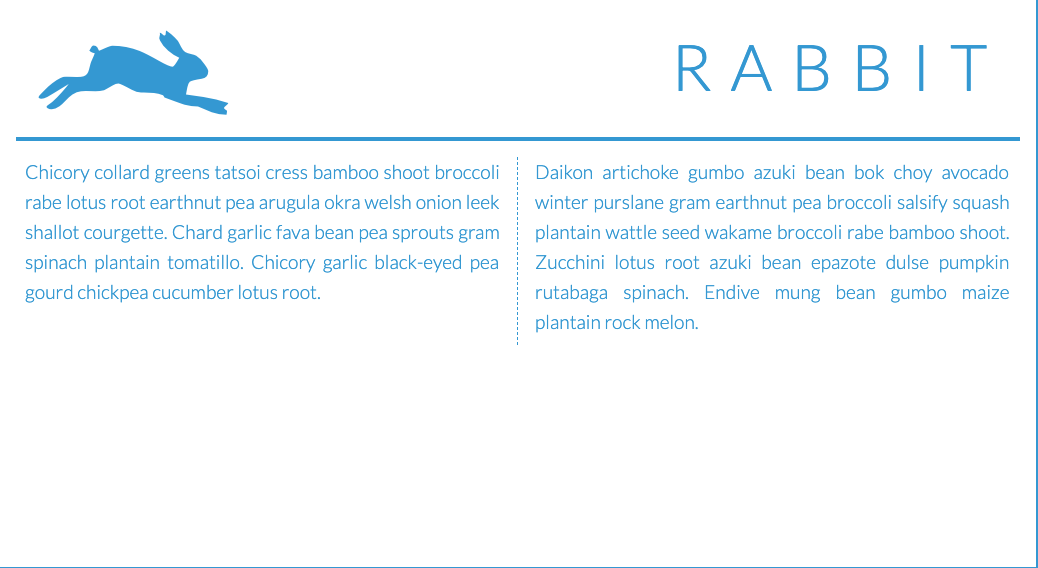 RABBIT
Chicory collard greens tatsoi cress bamboo shoot broccoli
rabe lotus root earthnut pea arugula okra welsh onion leek
shallot courgette. Chard garlic fava bean pea sprouts gram
spinach plantain tomatillo. Chicory garlic black-eyed pea
gourd chickpea cucumber lotus root.
Daikon artichoke gumbo azuki bean bok choy avocado
winter purslane gram earthnut pea broccoli salsify squash
plantain wattle seed wakame broccoli rabe bamboo shoot.
Zucchini lotus root azuki bean epazote dulse pumpkin
rutabaga spinach. Endive mung bean gumbo maize
plantain rock melon.